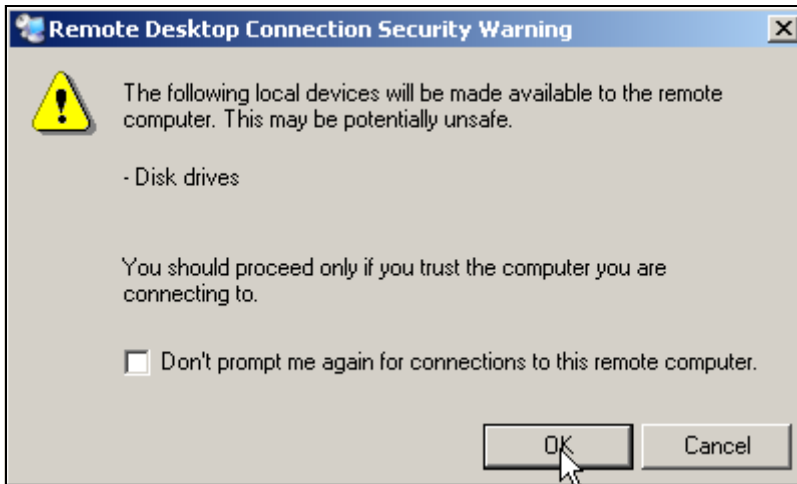 Remote Desktop Connection Security Warning
The following local devices will be made available to the remote
computer. This may be potentially unsafe.
- Disk drives
You should proceed only if you trust the computer you are
connecting to.
Don't prompt me again for connections to this remote computer.
OK Cancel